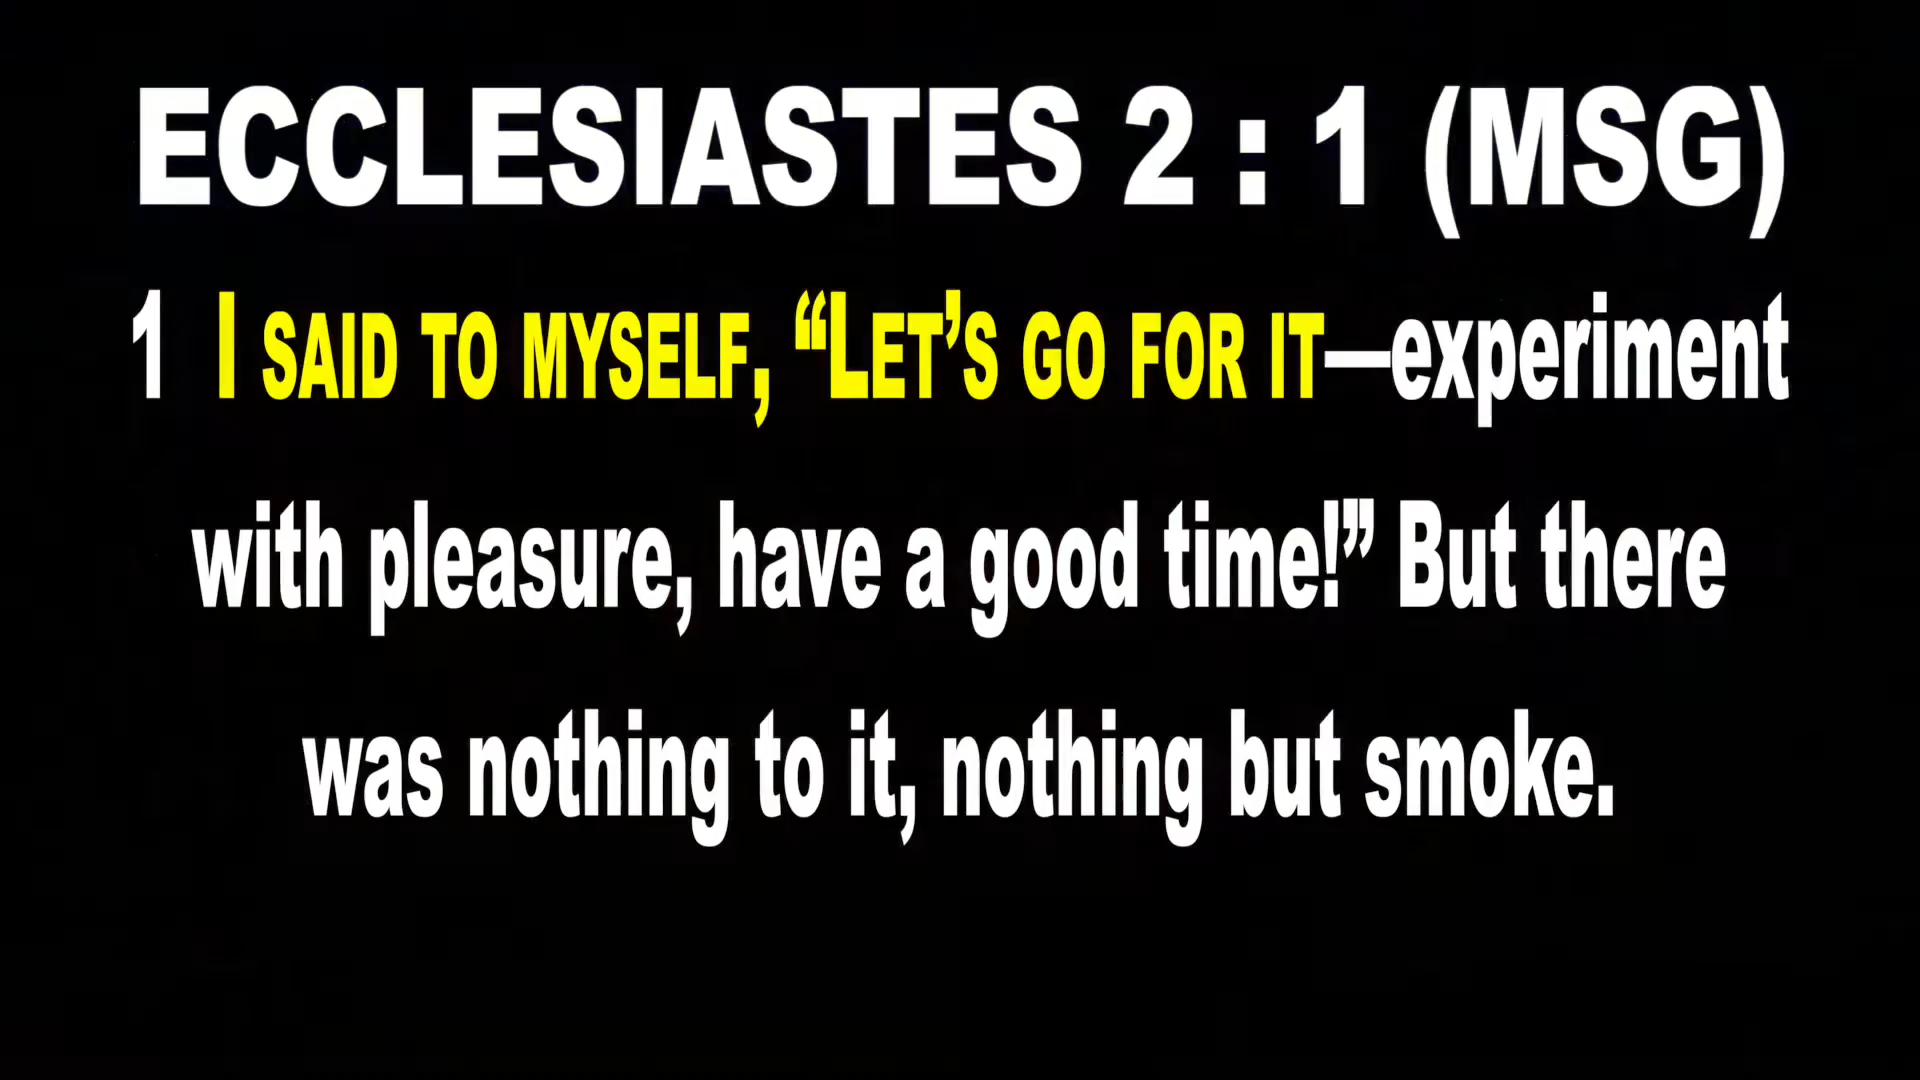 ECCLESIASTES 2 : 1 (MSG)
1 I SAID TO MYSELF, “LET’S GO FOR IT—experiment
with pleasure, have a good time!” But there
was nothing to it, nothing but smoke.